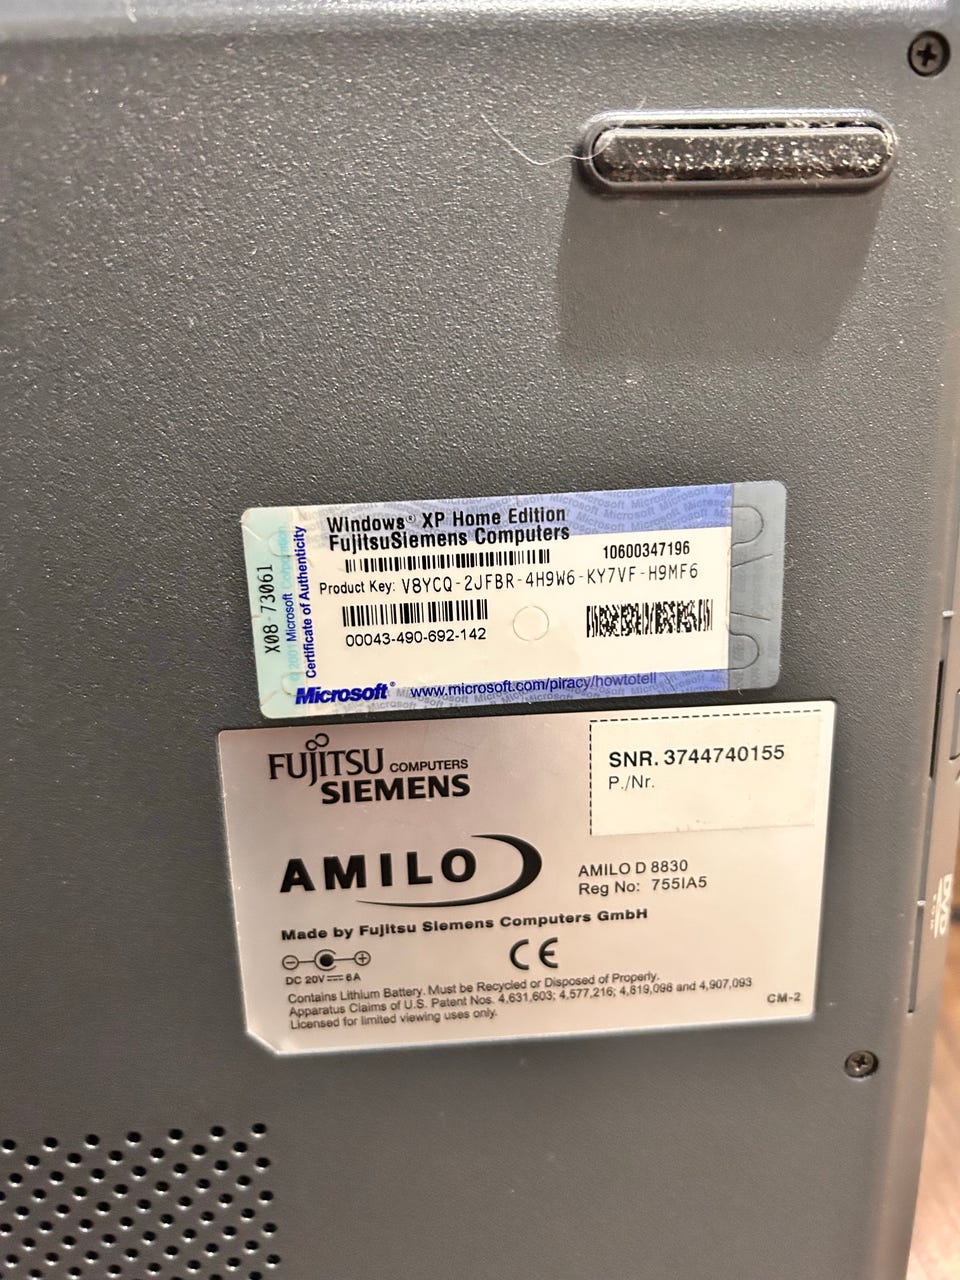 X08-73061
© 2001 Microsoft Corporation
Certificate of Authenticity
Windows® XP Home Edition
FujitsuSiemens Computers
10600347196
Product Key: V8YCQ-2JFBR-4H9W6-KY7VF-H9MF6
00043-490-692-142
Microsoft® www.microsoft.com/piracy/howtotell
FUJITSU COMPUTERS
SIEMENS
SNR. 3744740155
P./Nr.
AMILO
AMILO D 8830
Reg No: 755IA5
Made by Fujitsu Siemens Computers GmbH
CE
DC 20V⎓6A
Contains Lithium Battery. Must be Recycled or Disposed of Properly.
Apparatus Claims of U.S. Patent Nos. 4,631,603; 4,577,216; 4,819,098 and 4,907,093
Licensed for limited viewing uses only.
CM-2
DVD